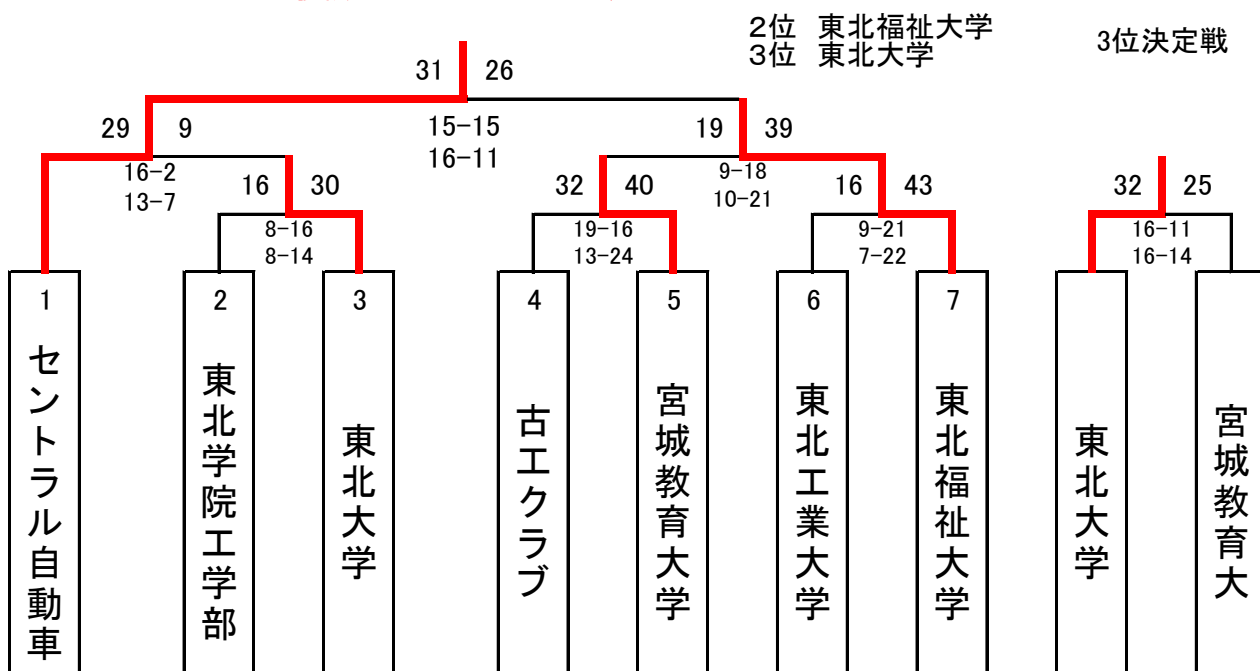 2位 東北福祉大学
3位 東北大学
3位決定戦
31 26
15-15
16-11
29 9
16-2
13-7
19 39
9-18
10-21
16 30
8-16
8-14
32 40
19-16
13-24
16 43
9-21
7-22
32 25
16-11
16-14
1 セントラル自動車
2 東北学院工学部
3 東北大学
4 古工クラブ
5 宮城教育大学
6 東北工業大学
7 東北福祉大学
東北大学
宮城教育大